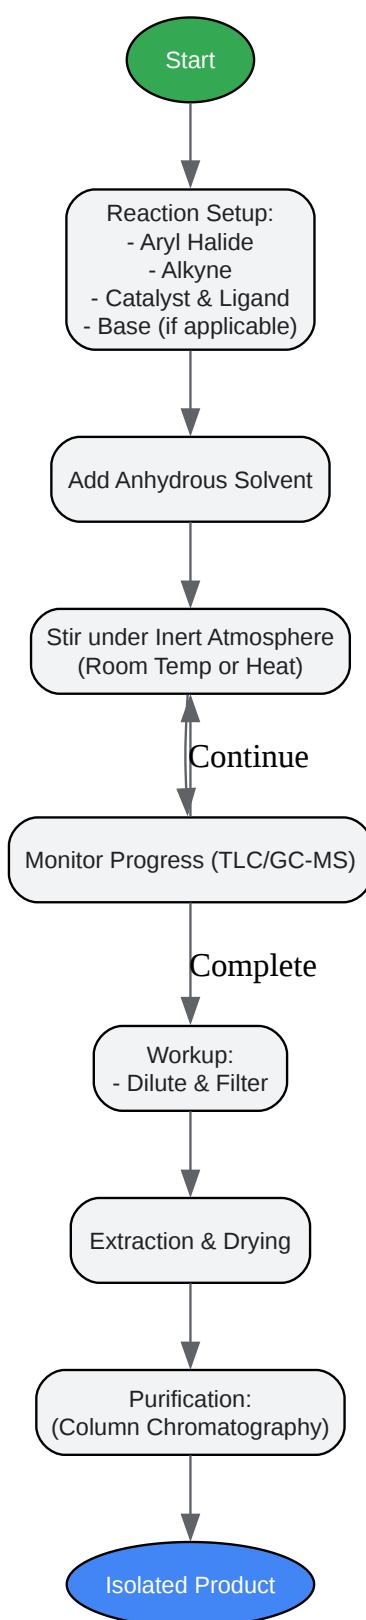 Start
Reaction Setup:
- Aryl Halide
- Alkyne
- Catalyst & Ligand
- Base (if applicable)
Add Anhydrous Solvent
Stir under Inert Atmosphere
(Room Temp or Heat)
Continue
Monitor Progress (TLC/GC-MS)
Complete
Workup:
- Dilute & Filter
Extraction & Drying
Purification:
(Column Chromatography)
Isolated Product